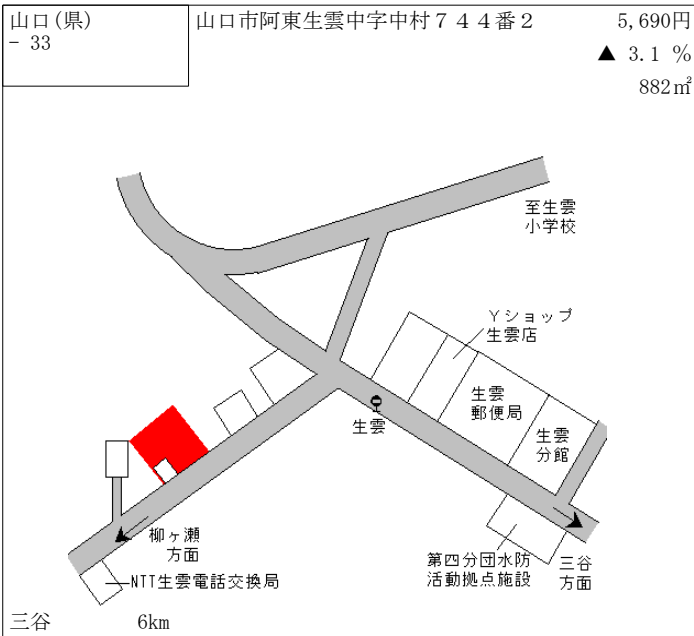 山口(県)
- 33
山口市阿東生雲中字中村７４４番２
5,690円
▲ 3.1 %
882㎡
至生雲
小学校
Ｙショップ
生雲店
生雲
郵便局
生雲
分館
生雲
柳ヶ瀬
方面
NTT生雲電話交換局
第四分団水防
活動拠点施設
三谷
方面
三谷 6km